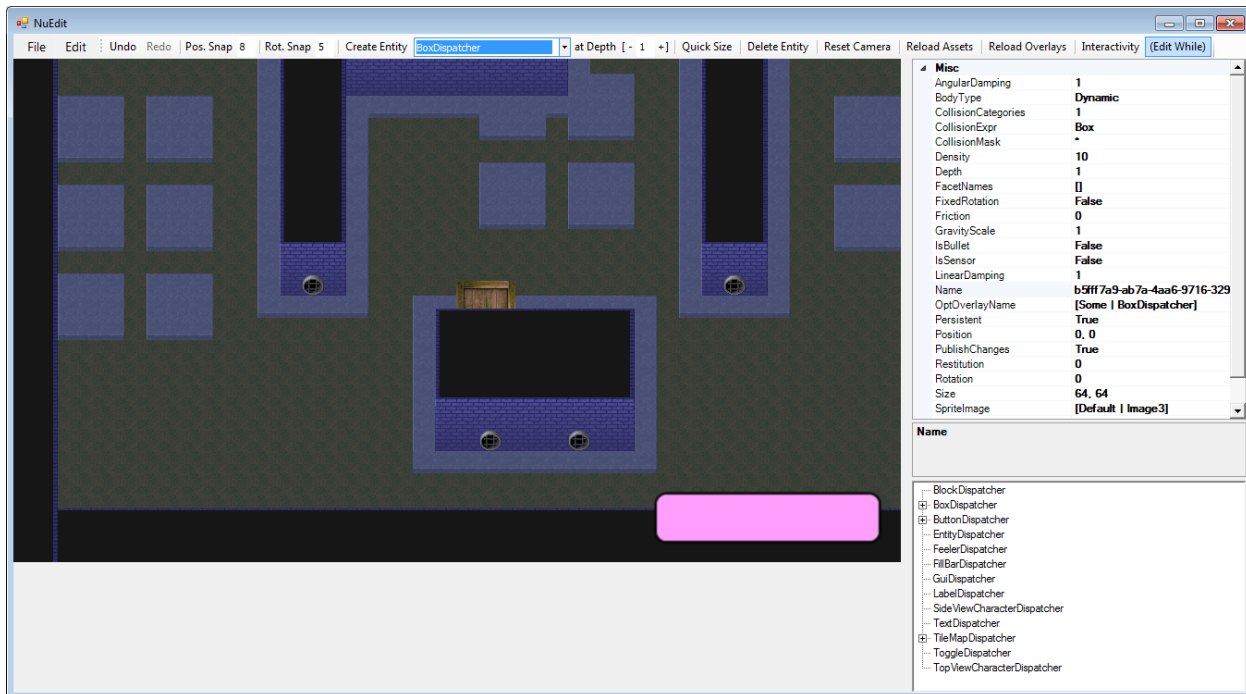 NuEdit
File Edit Undo Redo Pos. Snap 8 Rot. Snap 5 Create Entity BoxDispatcher at Depth [ - 1 + ] Quick Size Delete Entity Reset Camera Reload Assets Reload Overlays Interactivity (Edit While)
Misc
AngularDamping 1
BodyType Dynamic
CollisionCategories 1
CollisionExpr Box
CollisionMask *
Density 10
Depth 1
FacetNames []
FixedRotation False
Friction 0
GravityScale 1
IsBullet False
IsSensor False
LinearDamping 1
Name b5fff7a9-ab7a-4aa6-9716-329
OptOverlayName [Some | BoxDispatcher]
Persistent True
Position 0, 0
PublishChanges True
Restitution 0
Rotation 0
Size 64, 64
SpriteImage [Default | Image3]
Name
BlockDispatcher
BoxDispatcher
ButtonDispatcher
EntityDispatcher
FeelerDispatcher
FillBarDispatcher
GuiDispatcher
LabelDispatcher
SideViewCharacterDispatcher
TextDispatcher
TileMapDispatcher
ToggleDispatcher
TopViewCharacterDispatcher